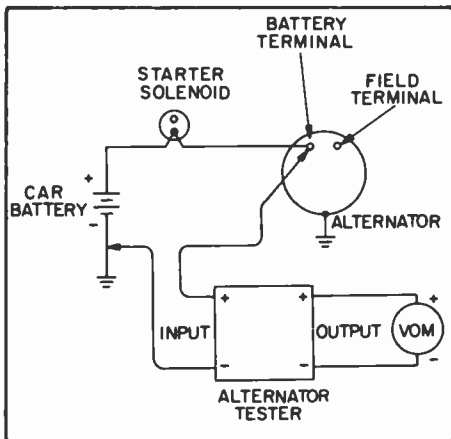 BATTERY
TERMINAL
STARTER
SOLENOID
FIELD
TERMINAL
+
CAR
BATTERY
-
ALTERNATOR
+ +
+
INPUT OUTPUT VOM
- -
-
ALTERNATOR
TESTER